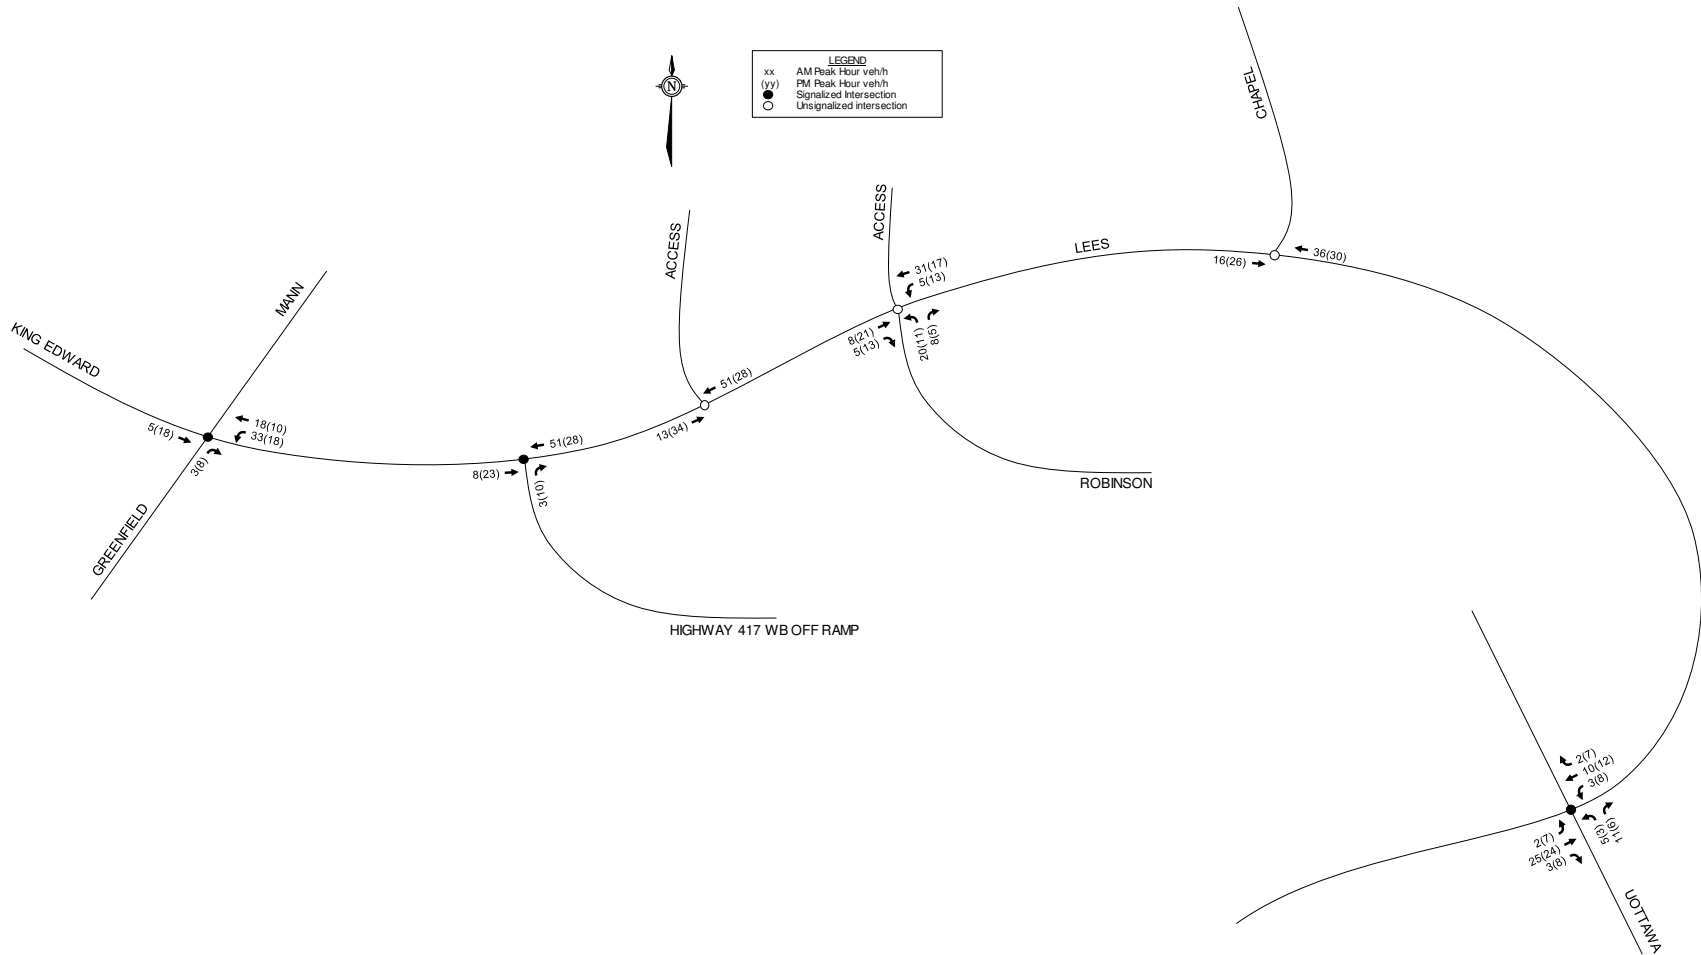 CHAPEL
LEGEND
xx AM Peak Hour veh/h
(yy) PM Peak Hour veh/h
Signalized Intersection
Unsignalized intersection
N
ACCESS
ACCESS
LEES
16(26)
36(30)
31(17)
5(13)
8(21)
5(13)
20(11)
8(5)
MANN
KING EDWARD
51(28)
13(34)
18(10)
33(18)
5(18)
3(8)
51(28)
8(23)
3(10)
ROBINSON
GREENFIELD
HIGHWAY 417 WB OFF RAMP
2(7)
10(12)
3(8)
2(7)
25(24)
3(8)
5(3)
11(6)
UOTTAWA